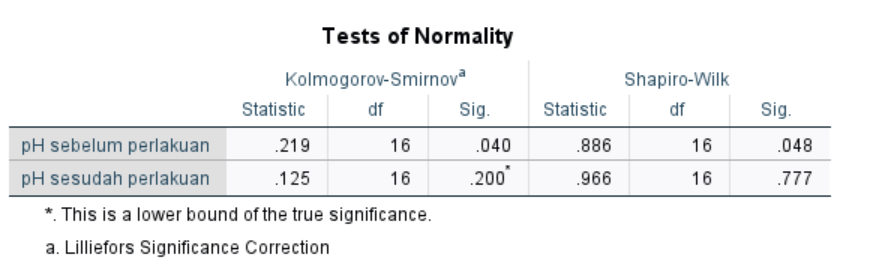 Tests of Normality
Kolmogorov-Smirnovª Shapiro-Wilk
Statistic df Sig. Statistic df Sig.
pH sebelum perlakuan .219 16 .040 .886 16 .048
pH sesudah perlakuan .125 16 .200* .966 16 .777
*. This is a lower bound of the true significance.
a. Lilliefors Significance Correction